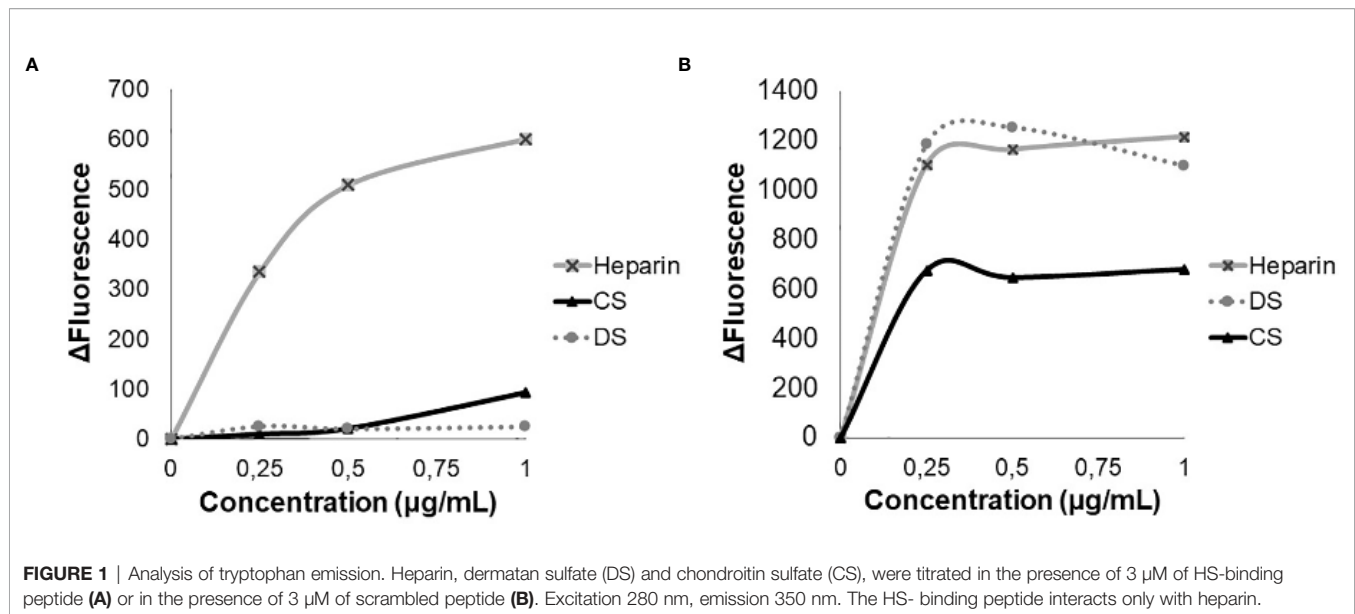 A
700
600
500
400
300
200
100
0
ΔFluorescence
0 0,25 0,5 0,75 1
Concentration (µg/mL)
Heparin
CS
DS
B
1400
1200
1000
800
600
400
200
0
ΔFluorescence
0 0,25 0,5 0,75 1
Concentration (µg/mL)
Heparin
DS
CS
FIGURE 1 | Analysis of tryptophan emission. Heparin, dermatan sulfate (DS) and chondroitin sulfate (CS), were titrated in the presence of 3 µM of HS-binding
peptide (A) or in the presence of 3 µM of scrambled peptide (B). Excitation 280 nm, emission 350 nm. The HS- binding peptide interacts only with heparin.